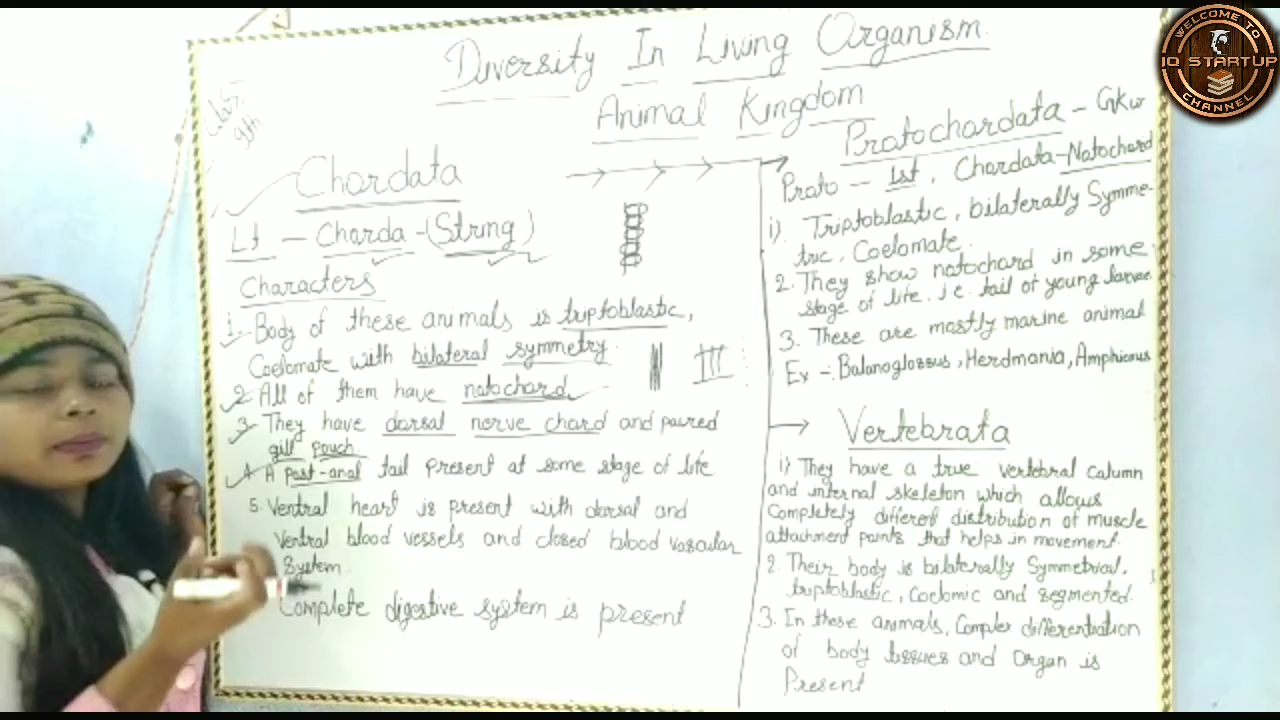 Diversity In Living Organism
Animal Kingdom
Class
9th
Chordata
Lt. - Chorda - (String)
Characters
1. Body of these animals is triptoblastic,
Coelomate with bilateral symmetry.
2. All of them have notochord
3. They have dorsal nerve chord and paired
gill pouch
4. A post-anal tail present at some stage of life
5. Ventral heart is present with dorsal and
Ventral blood vessels and closed blood vascular
System
Complete digestive system is present
Protochordata - Gkw
Proto - 1st, Chordata - Notochord
i). Triptoblastic, bilaterally Symme-
tric, Coelomate.
2. They show notochord in some
stage of life. i.e. tail of young larvae.
3. These are mostly marine animal
Ex -: Balanoglossus, Herdmania, Amphioxus
Vertebrata
i) They have a true vertebral column
and internal skeleton which allows
Completely different distribution of muscle
attachment points that helps in movement.
2. Their body is bilaterally Symmetrical,
triptoblastic, Coelomic and segmented.
3. In these animals, Complex differentiation
of body tissues and organ is
Present
WELCOME TO
IQ STARTUP
CHANNEL